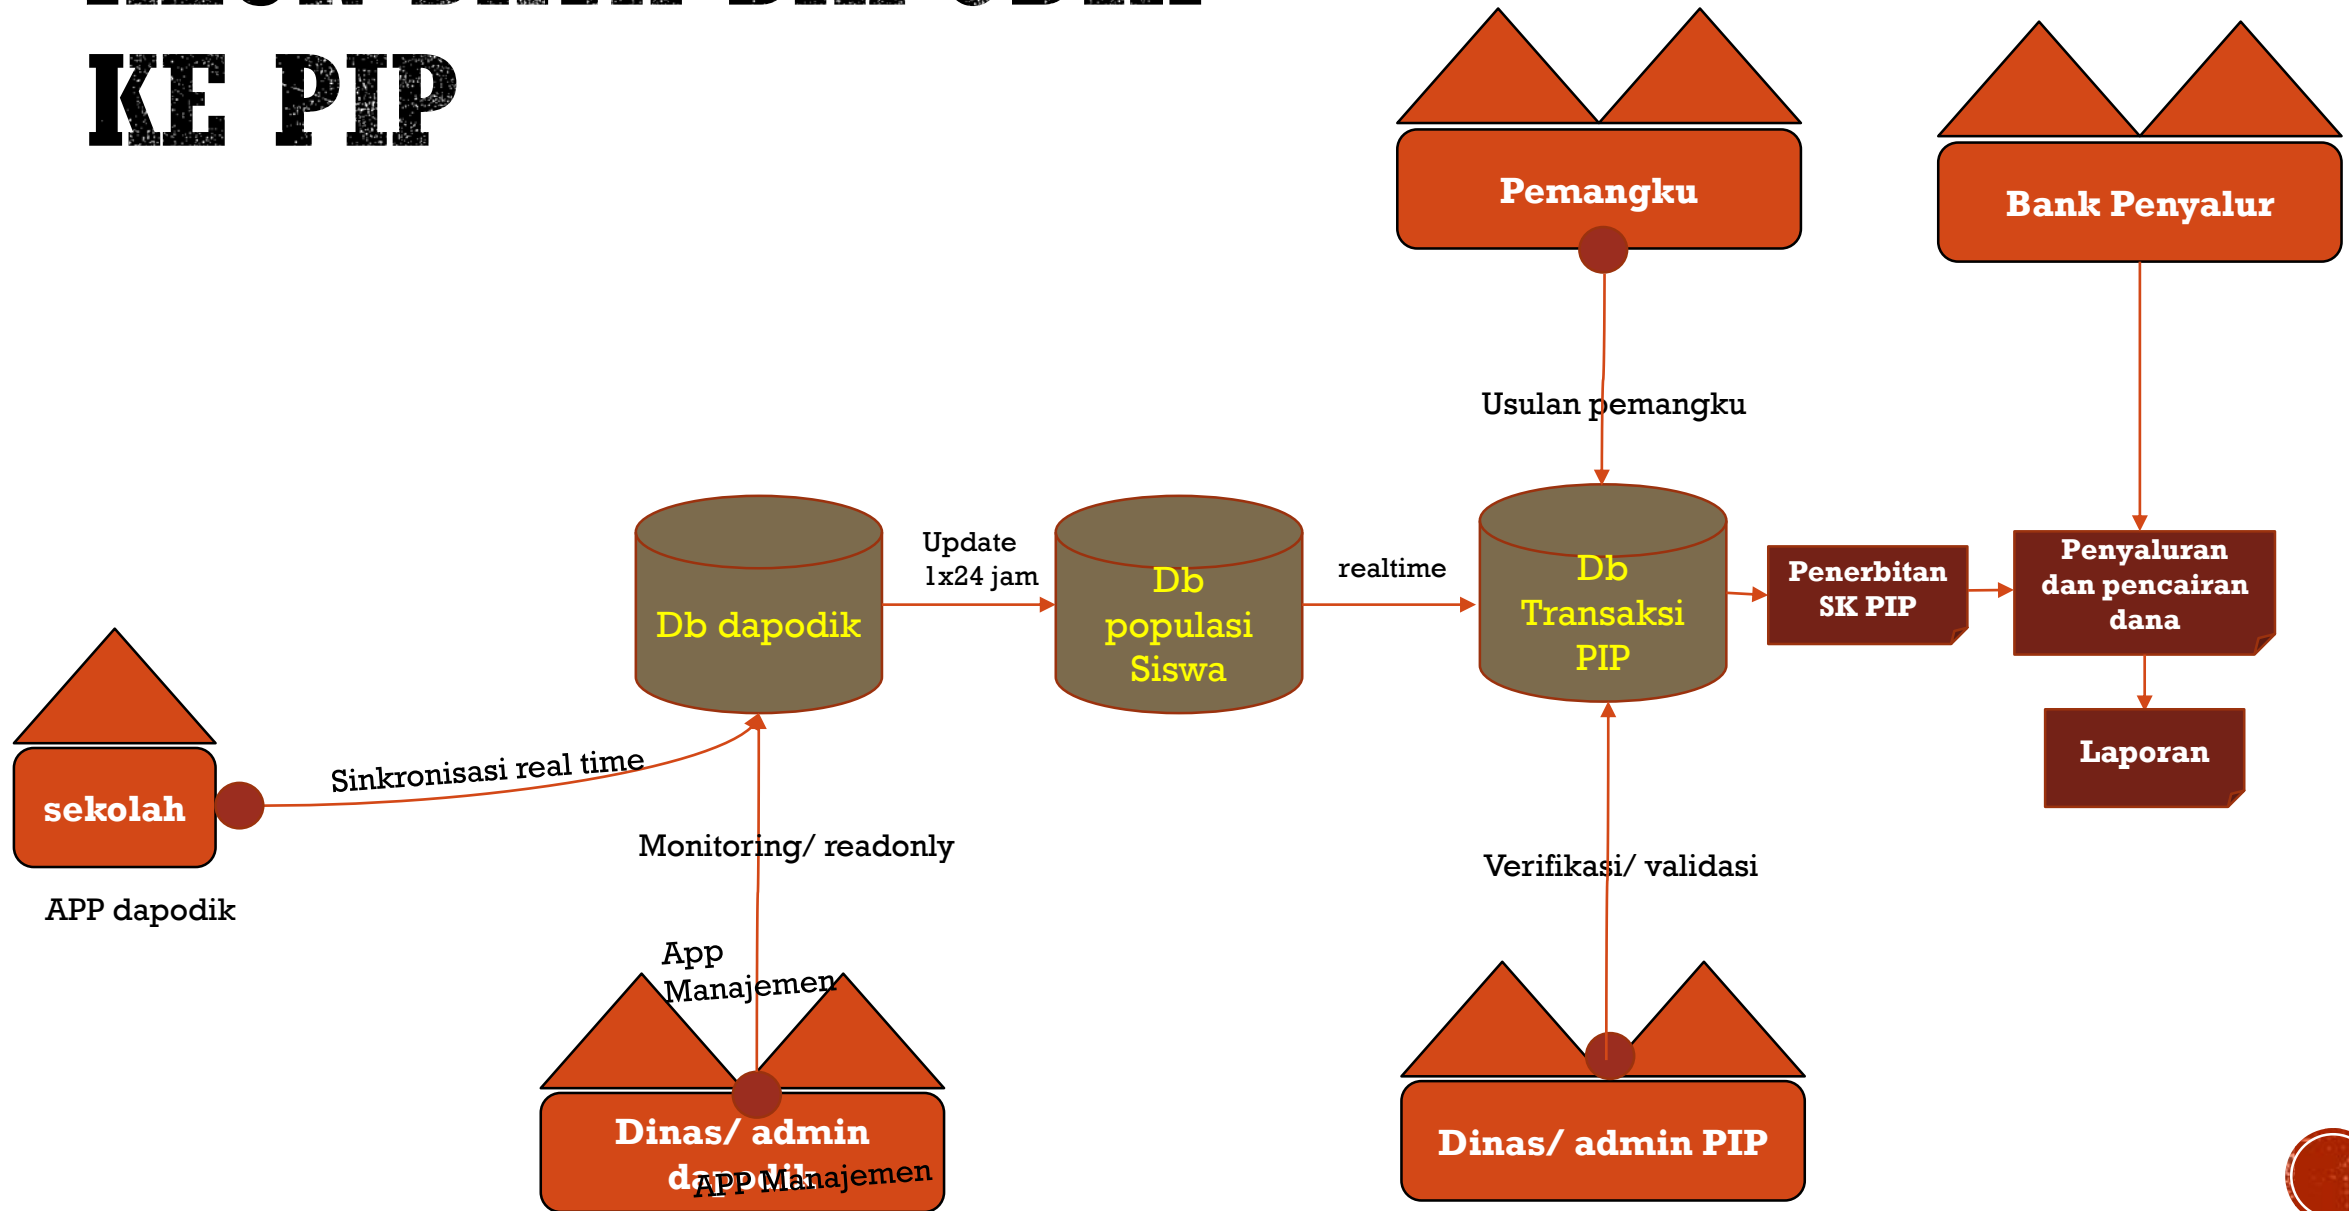 KE PIP
Pemangku
Bank Penyalur
Usulan pemangku
Db dapodik
Update
1x24 jam
Db
populasi
Siswa
realtime
Db
Transaksi
PIP
Penerbitan
SK PIP
Penyaluran
dan pencairan
dana
Laporan
sekolah
Sinkronisasi real time
APP dapodik
Monitoring/ readonly
App
Manajemen
Dinas/ admin
dapodik
APP Manajemen
Verifikasi/ validasi
Dinas/ admin PIP